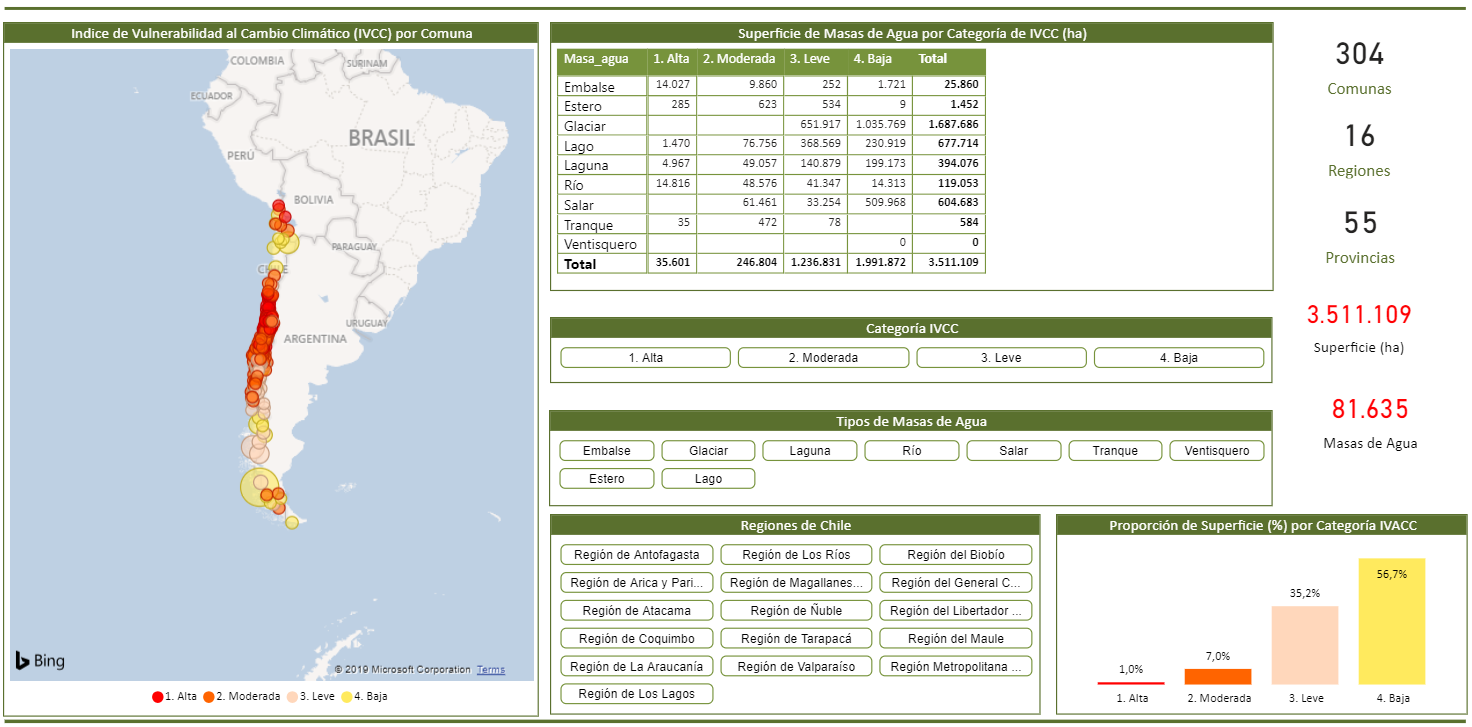 Indice de Vulnerabilidad al Cambio Climático (IVCC) por Comuna
COLOMBIA
SURINAM
ECUADOR
BRASIL
PERÚ
BOLIVIA
PARAGUAY
CHILE
URUGUAY
ARGENTINA
Bing
© 2019 Microsoft Corporation Terms
1. Alta 2. Moderada 3. Leve 4. Baja
Superficie de Masas de Agua por Categoría de IVCC (ha)
Masa_agua 1. Alta 2. Moderada 3. Leve 4. Baja Total
Embalse 14.027 9.860 252 1.721 25.860
Estero 285 623 534 9 1.452
Glaciar 651.917 1.035.769 1.687.686
Lago 1.470 76.756 368.569 230.919 677.714
Laguna 4.967 49.057 140.879 199.173 394.076
Río 14.816 48.576 41.347 14.313 119.053
Salar 61.461 33.254 509.968 604.683
Tranque 35 472 78 584
Ventisquero 0 0
Total 35.601 246.804 1.236.831 1.991.872 3.511.109
304
Comunas
16
Regiones
55
Provincias
3.511.109
Superficie (ha)
81.635
Masas de Agua
Categoría IVCC
1. Alta 2. Moderada 3. Leve 4. Baja
Tipos de Masas de Agua
Embalse Glaciar Laguna Río Salar Tranque Ventisquero
Estero Lago
Regiones de Chile
Región de Antofagasta Región de Los Ríos Región del Biobío
Región de Arica y Pari... Región de Magallanes... Región del General C...
Región de Atacama Región de Ñuble Región del Libertador ...
Región de Coquimbo Región de Tarapacá Región del Maule
Región de La Araucanía Región de Valparaíso Región Metropolitana ...
Región de Los Lagos
Proporción de Superficie (%) por Categoría IVACC
1,0% 7,0% 35,2% 56,7%
1. Alta 2. Moderada 3. Leve 4. Baja